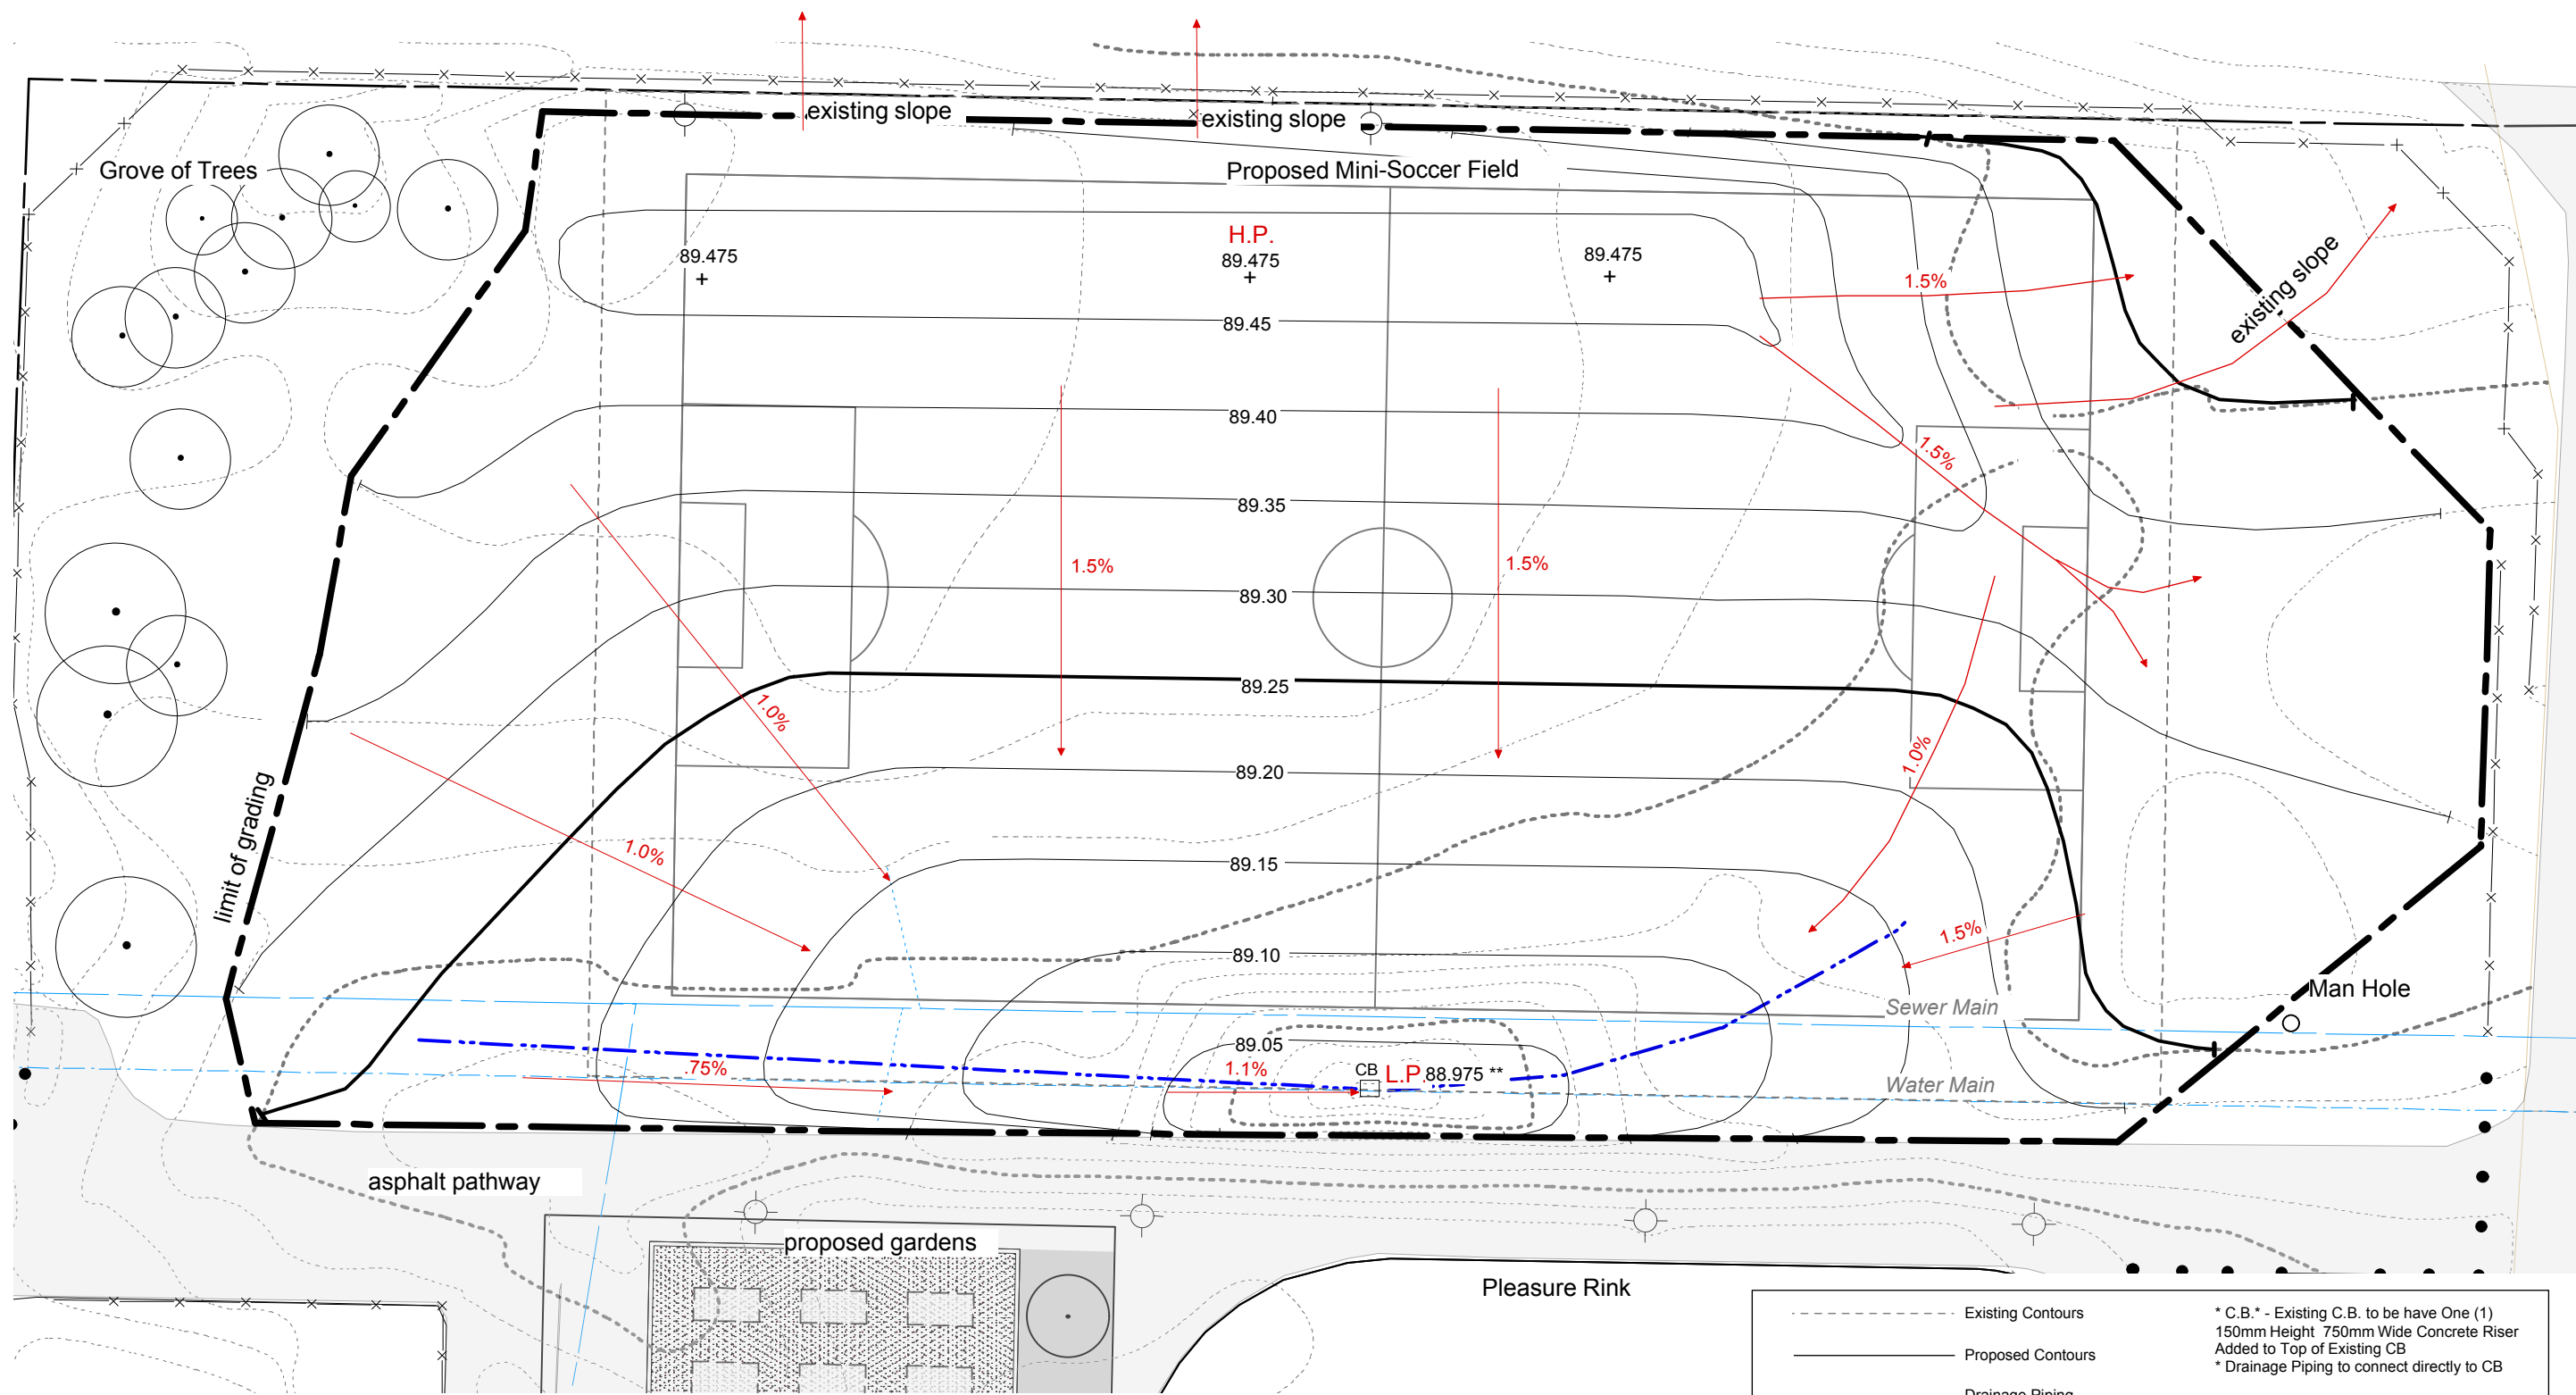 existing slope
existing slope
Grove of Trees
Proposed Mini-Soccer Field
H.P.
89.475
89.475
89.475
1.5%
existing slope
89.45
89.40
1.5%
89.35
1.5%
1.5%
89.30
89.25
1.0%
1.0%
89.20
limit of grading
1.0%
89.15
1.5%
89.10
Man Hole
Sewer Main
89.05
.75%
1.1%
CB
L.P.
88.975 **
Water Main
asphalt pathway
proposed gardens
Pleasure Rink
Existing Contours
Proposed Contours
Drainage Piping
* C.B.* - Existing C.B. to be have One (1)
150mm Height 750mm Wide Concrete Riser
Added to Top of Existing CB
* Drainage Piping to connect directly to CB